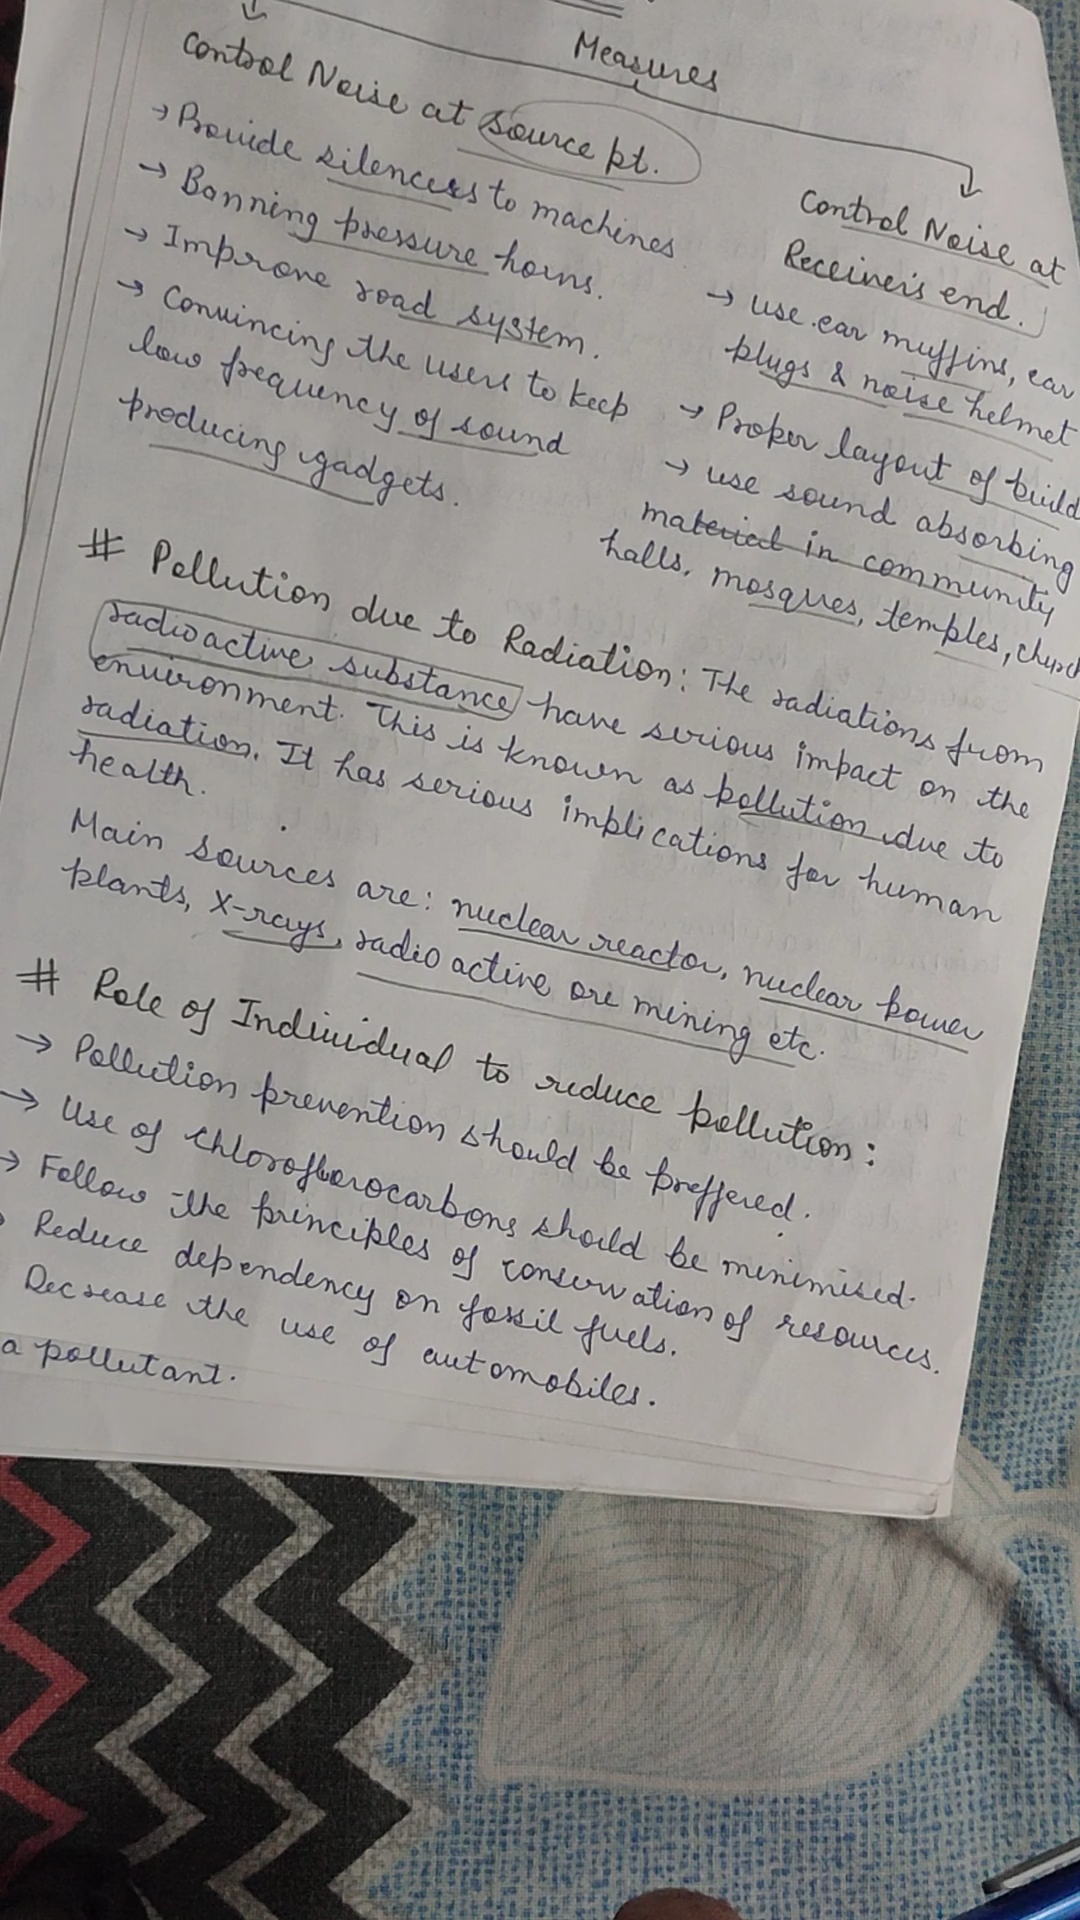 Measures
Control Noise at source pt.
→ Provide silencers to machines
→ Banning pressure horns.
→ Improve road system.
→ Convincing the users to keep
low frequency of sound
producing gadgets.
Control Noise at
Receiver's end.
→ use ear muffins, ear
plugs & noise helmet
→ Proper layout of build
→ use sound absorbing
material in community
halls, mosques, temples, church
# Pollution due to Radiation: The radiations from
radioactive substance have serious impact on the
environment. This is known as pollution due to
radiation. It has serious implications for human
health.
Main sources are: nuclear reactor, nuclear power
plants, X-rays, radio active ore mining etc.
# Role of Individual to reduce pollution:
→ Pollution prevention should be preffered.
→ Use of Chloroflorocarbons should be minimised.
→ Follow the principles of conservation of resources.
Reduce dependency on fossil fuels.
Decrease the use of automobiles.
a pollutant.